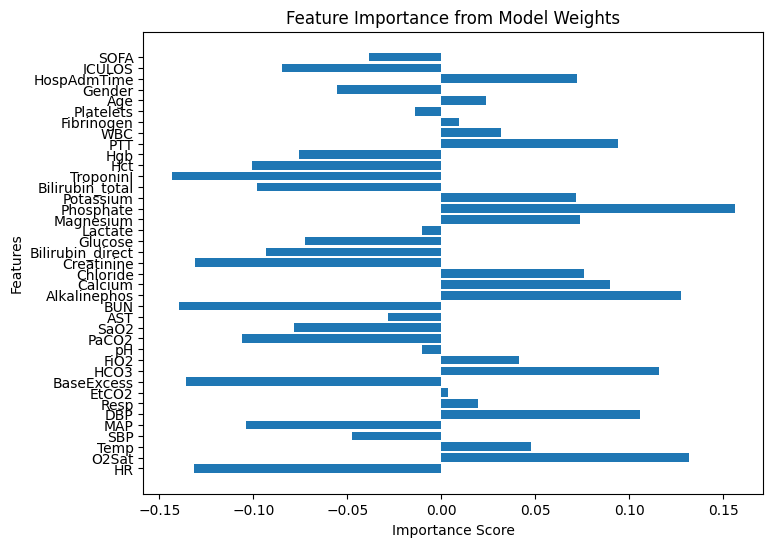 Feature Importance from Model Weights
SOFA
ICULOS
HospAdmTime
Gender
Age
Platelets
Fibrinogen
WBC
PTT
Hgb
Hct
TroponinI
Bilirubin_total
Potassium
Phosphate
Magnesium
Lactate
Glucose
Bilirubin_direct
Creatinine
Chloride
Calcium
Alkalinephos
BUN
AST
SaO2
PaCO2
pH
FiO2
HCO3
BaseExcess
EtCO2
Resp
DBP
MAP
SBP
Temp
O2Sat
HR
Features
−0.15 −0.10 −0.05 0.00 0.05 0.10 0.15
Importance Score